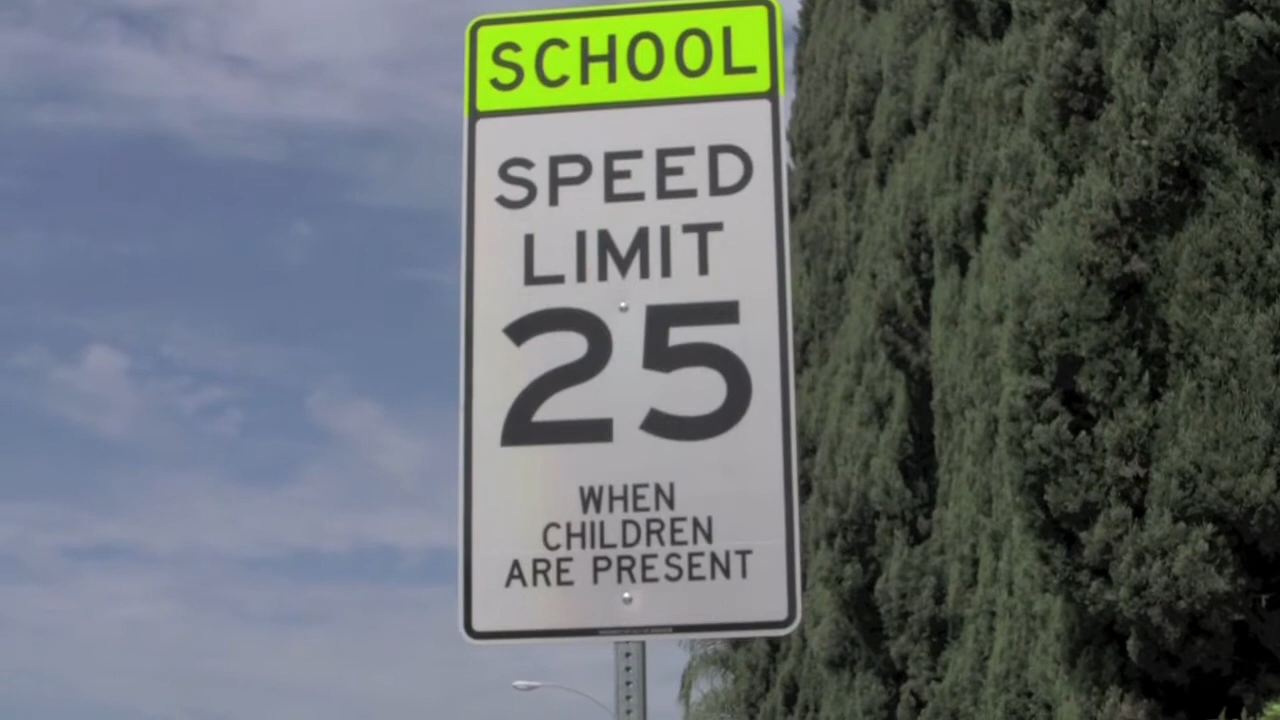 SCHOOL
SPEED
LIMIT
25
WHEN
CHILDREN
ARE PRESENT